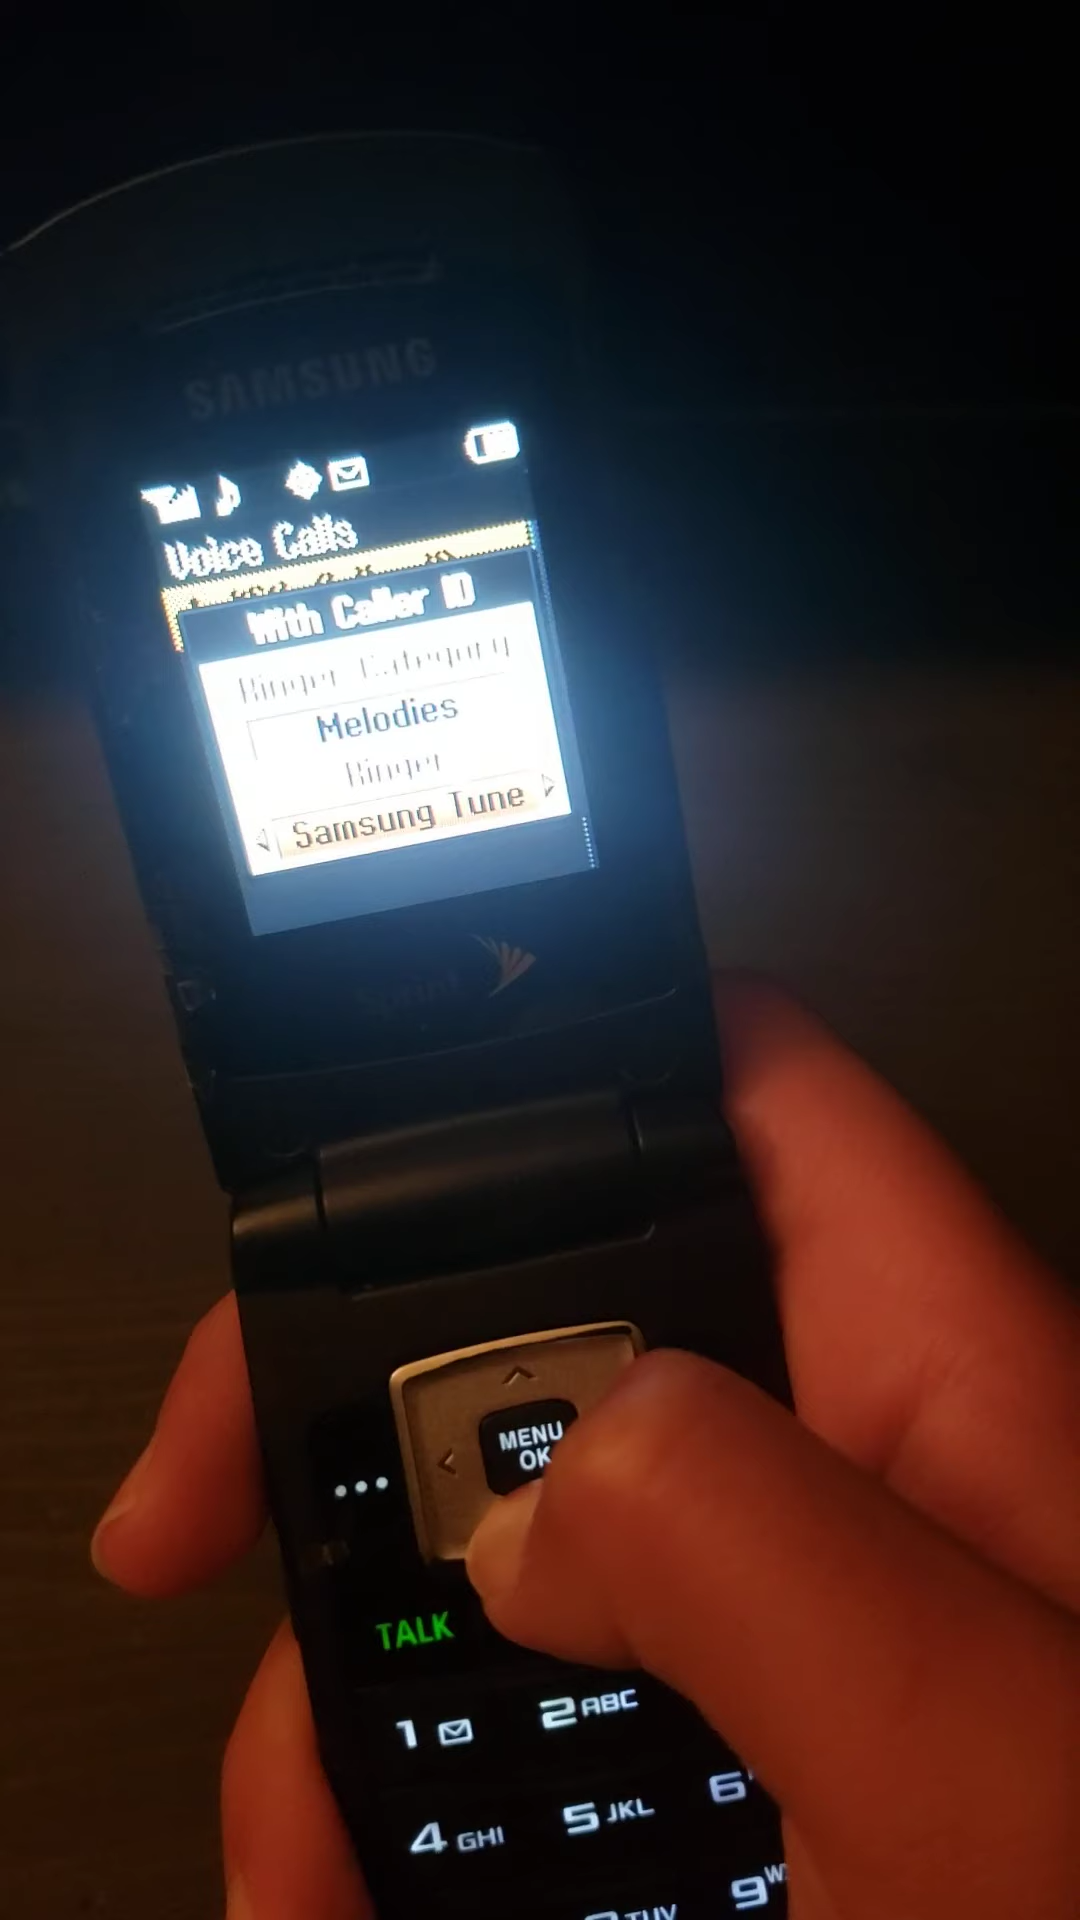 SAMSUNG
Voice Calls
With Caller ID
Ringer Category
Melodies
Ringer
Samsung Tune
Sprint
MENU
OK
TALK
1
2 ABC
4 GHI
5 JKL
6
TUV
9 W